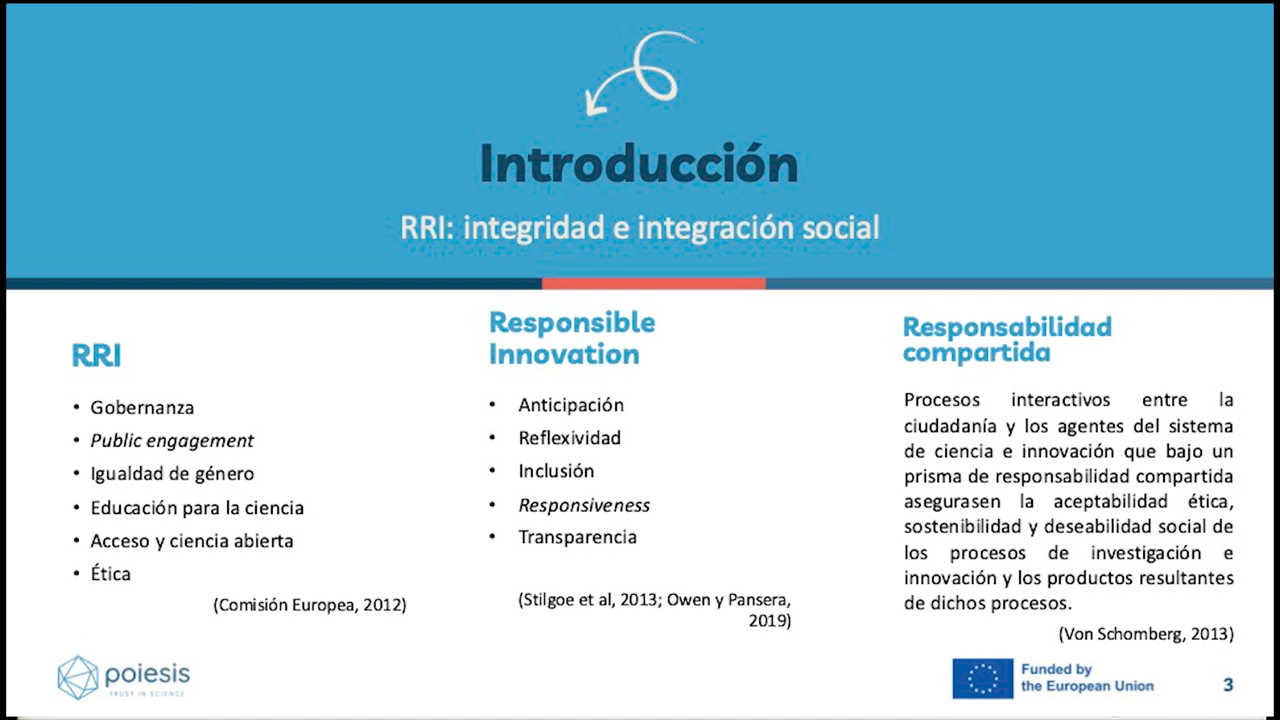 Introducción
RRI: integridad e integración social
RRI
• Gobernanza
• Public engagement
• Igualdad de género
• Educación para la ciencia
• Acceso y ciencia abierta
• Ética
(Comisión Europea, 2012)
Responsible
Innovation
• Anticipación
• Reflexividad
• Inclusión
• Responsiveness
• Transparencia
(Stilgoe et al, 2013; Owen y Pansera,
2019)
Responsabilidad
compartida
Procesos interactivos entre la
ciudadanía y los agentes del sistema
de ciencia e innovación que bajo un
prisma de responsabilidad compartida
asegurasen la aceptabilidad ética,
sostenibilidad y deseabilidad social de
los procesos de investigación e
innovación y los productos resultantes
de dichos procesos.
(Von Schomberg, 2013)
poiesis
TRUST IN SCIENCE
Funded by
the European Union
3